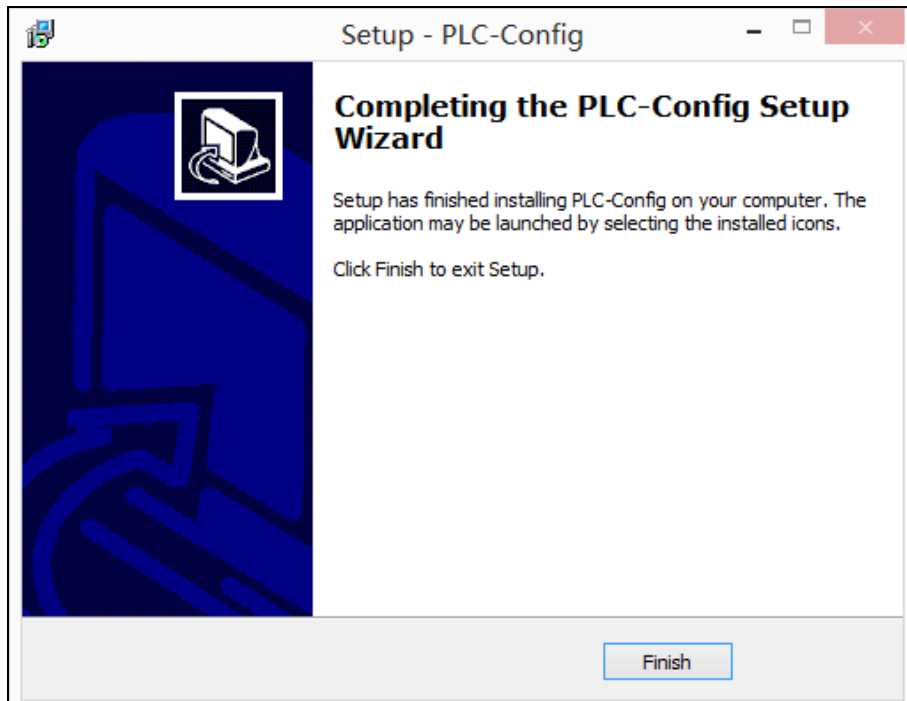 Setup - PLC-Config
Completing the PLC-Config Setup
Wizard
Setup has finished installing PLC-Config on your computer. The
application may be launched by selecting the installed icons.
Click Finish to exit Setup.
Finish